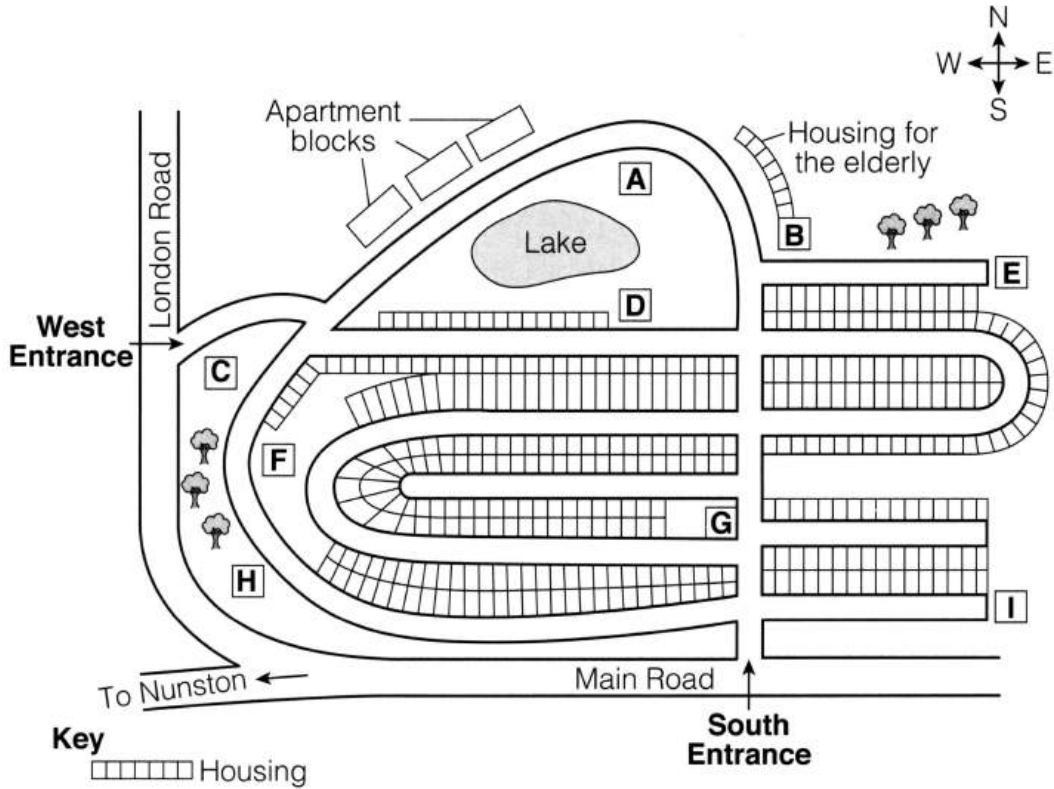 N
W E
S
Apartment
blocks
Housing for
the elderly
A
London Road
B
Lake
E
D
West
Entrance
C
F
G
H
I
To Nunston
Main Road
South
Entrance
Key
Housing